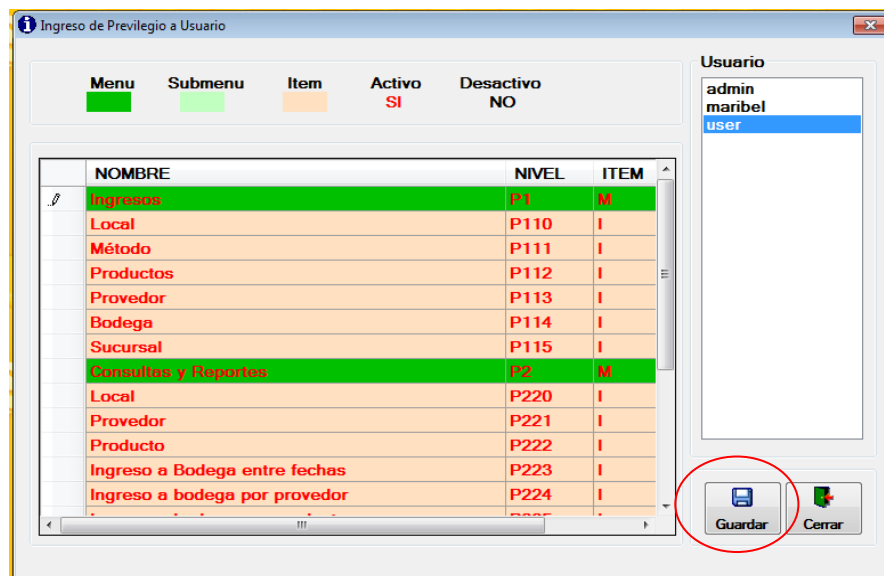 Ingreso de Previlegio a Usuario
Menu Submenu Item Activo Desactivo
SI NO
Usuario
admin
maribel
user
NOMBRE NIVEL ITEM
Ingresos P1 M
Local P110 I
Método P111 I
Productos P112 I
Provedor P113 I
Bodega P114 I
Sucursal P115 I
Consultas y Reportes P2 M
Local P220 I
Provedor P221 I
Producto P222 I
Ingreso a Bodega entre fechas P223 I
Ingreso a bodega por provedor P224 I
Guardar Cerrar